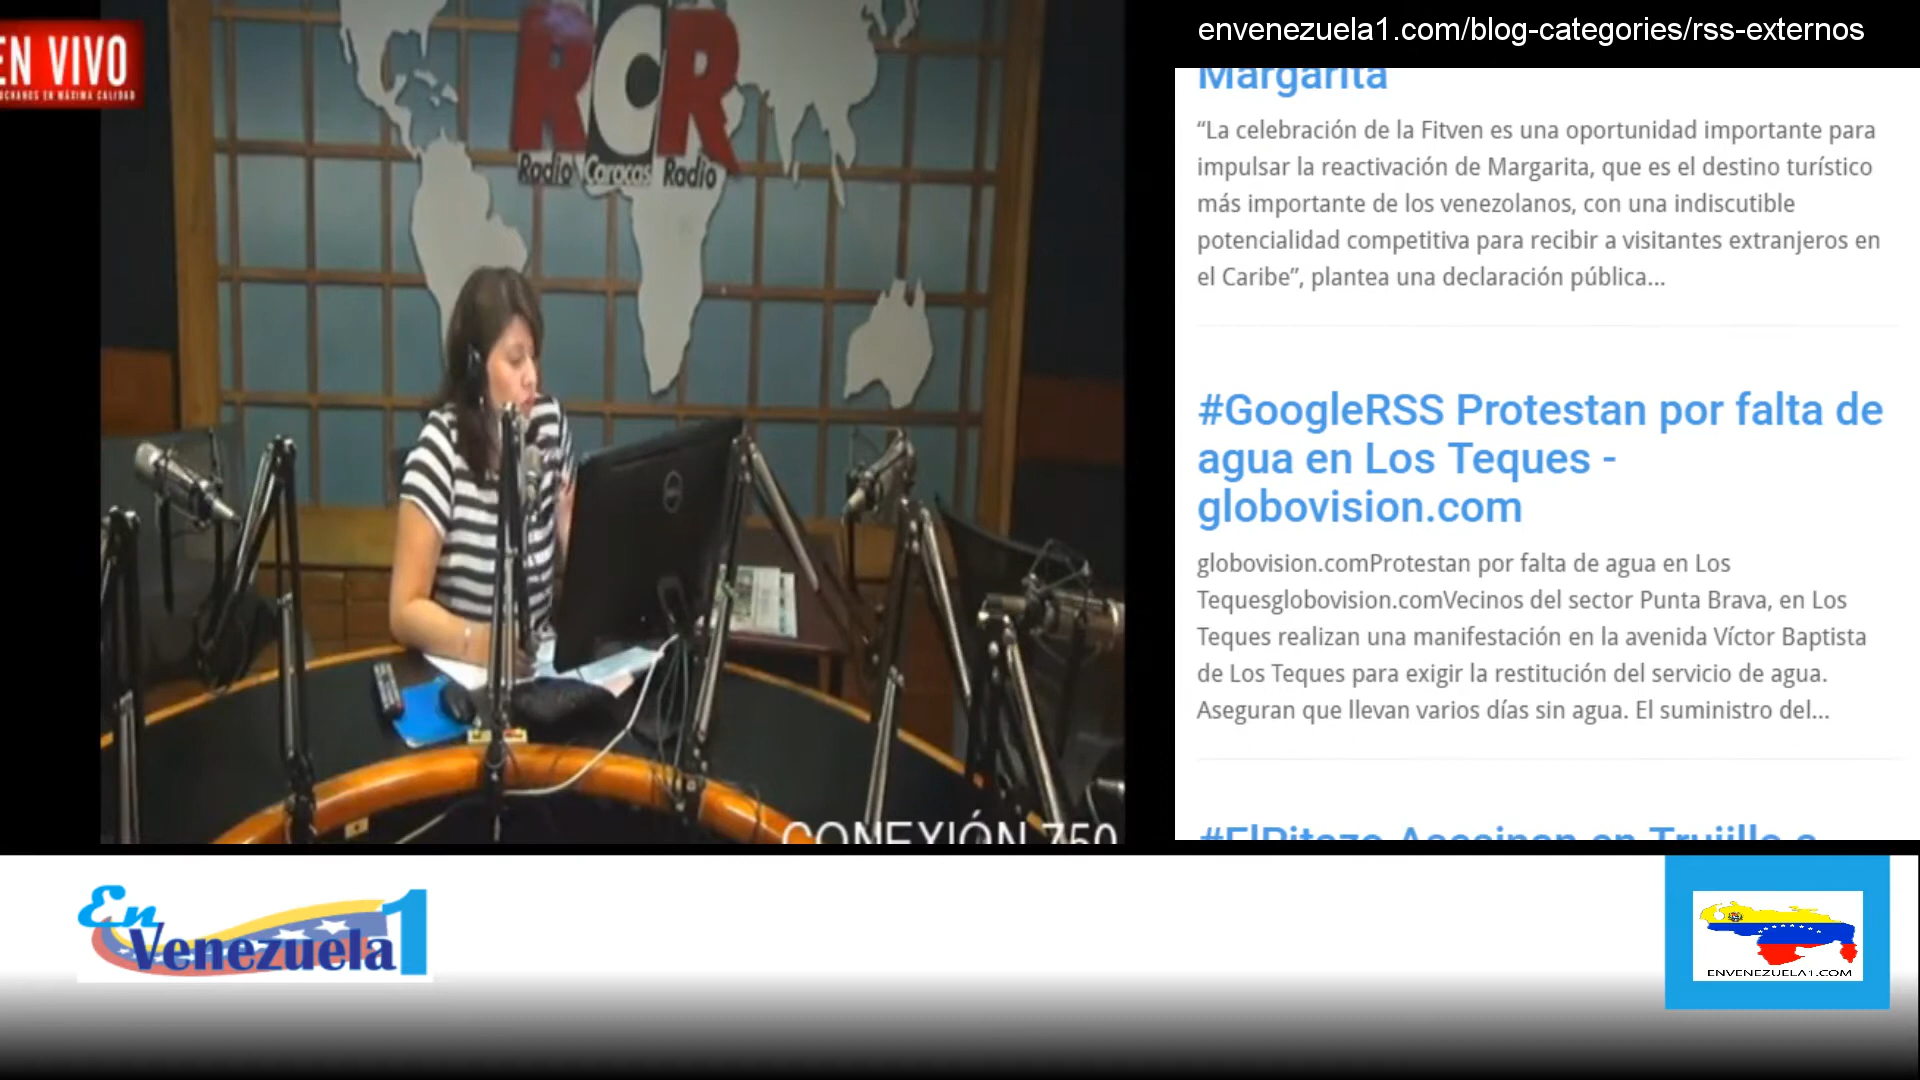 EN VIVO
RCR
Radio Caracas Radio
CONEXIÓN 750
envenezuela1.com/blog-categories/rss-externos
Margarita
“La celebración de la Fitven es una oportunidad importante para
impulsar la reactivación de Margarita, que es el destino turístico
más importante de los venezolanos, con una indiscutible
potencialidad competitiva para recibir a visitantes extranjeros en
el Caribe”, plantea una declaración pública...
#GoogleRSS Protestan por falta de
agua en Los Teques -
globovision.com
globovision.comProtestan por falta de agua en Los
Tequesglobovision.comVecinos del sector Punta Brava, en Los
Teques realizan una manifestación en la avenida Víctor Baptista
de Los Teques para exigir la restitución del servicio de agua.
Aseguran que llevan varios días sin agua. El suministro del...
#ElPitazo Asesinan en Trujillo a
En
Venezuela 1
ENVENEZUELA1.COM